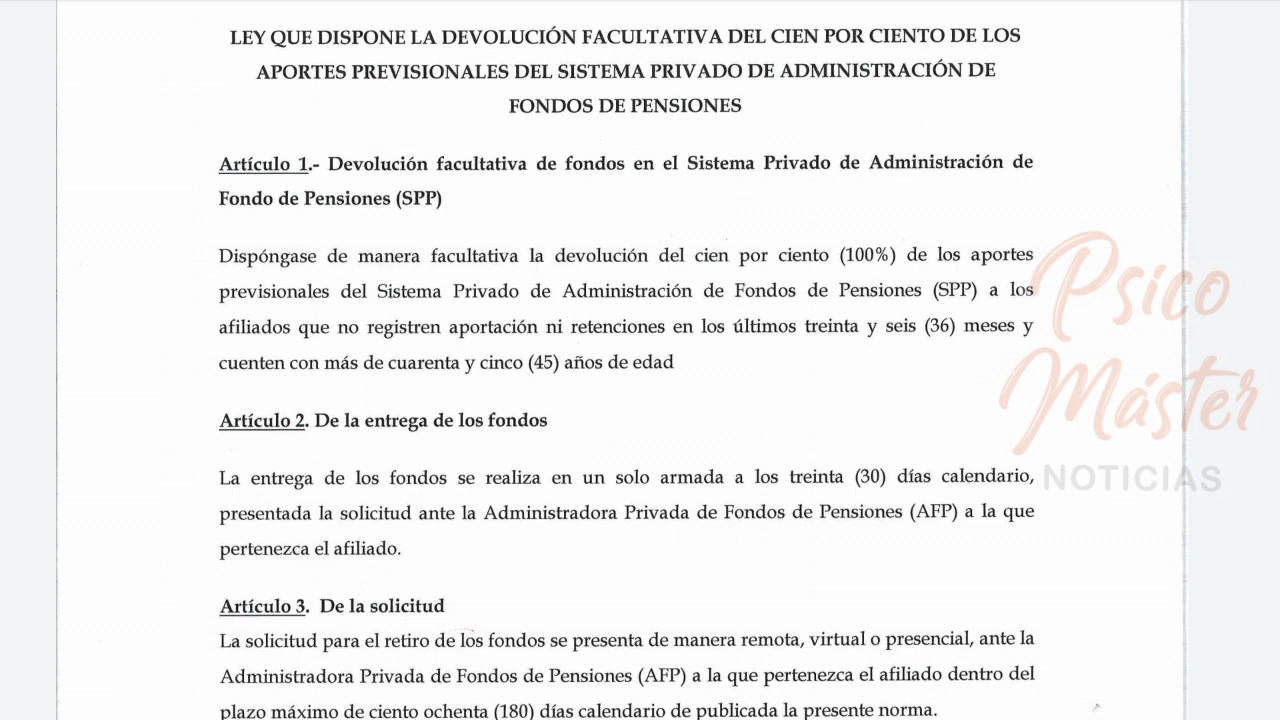 LEY QUE DISPONE LA DEVOLUCIÓN FACULTATIVA DEL CIEN POR CIENTO DE LOS
APORTES PREVISIONALES DEL SISTEMA PRIVADO DE ADMINISTRACIÓN DE
FONDOS DE PENSIONES
Artículo 1.- Devolución facultativa de fondos en el Sistema Privado de Administración de
Fondo de Pensiones (SPP)
Dispóngase de manera facultativa la devolución del cien por ciento (100%) de los aportes
previsionales del Sistema Privado de Administración de Fondos de Pensiones (SPP) a los
afiliados que no registren aportación ni retenciones en los últimos treinta y seis (36) meses y
cuenten con más de cuarenta y cinco (45) años de edad
Psico
Máster
NOTICIAS
Artículo 2. De la entrega de los fondos
La entrega de los fondos se realiza en un solo armada a los treinta (30) días calendario,
presentada la solicitud ante la Administradora Privada de Fondos de Pensiones (AFP) a la que
pertenezca el afiliado.
Artículo 3. De la solicitud
La solicitud para el retiro de los fondos se presenta de manera remota, virtual o presencial, ante la
Administradora Privada de Fondos de Pensiones (AFP) a la que pertenezca el afiliado dentro del
plazo máximo de ciento ochenta (180) días calendario de publicada la presente norma.